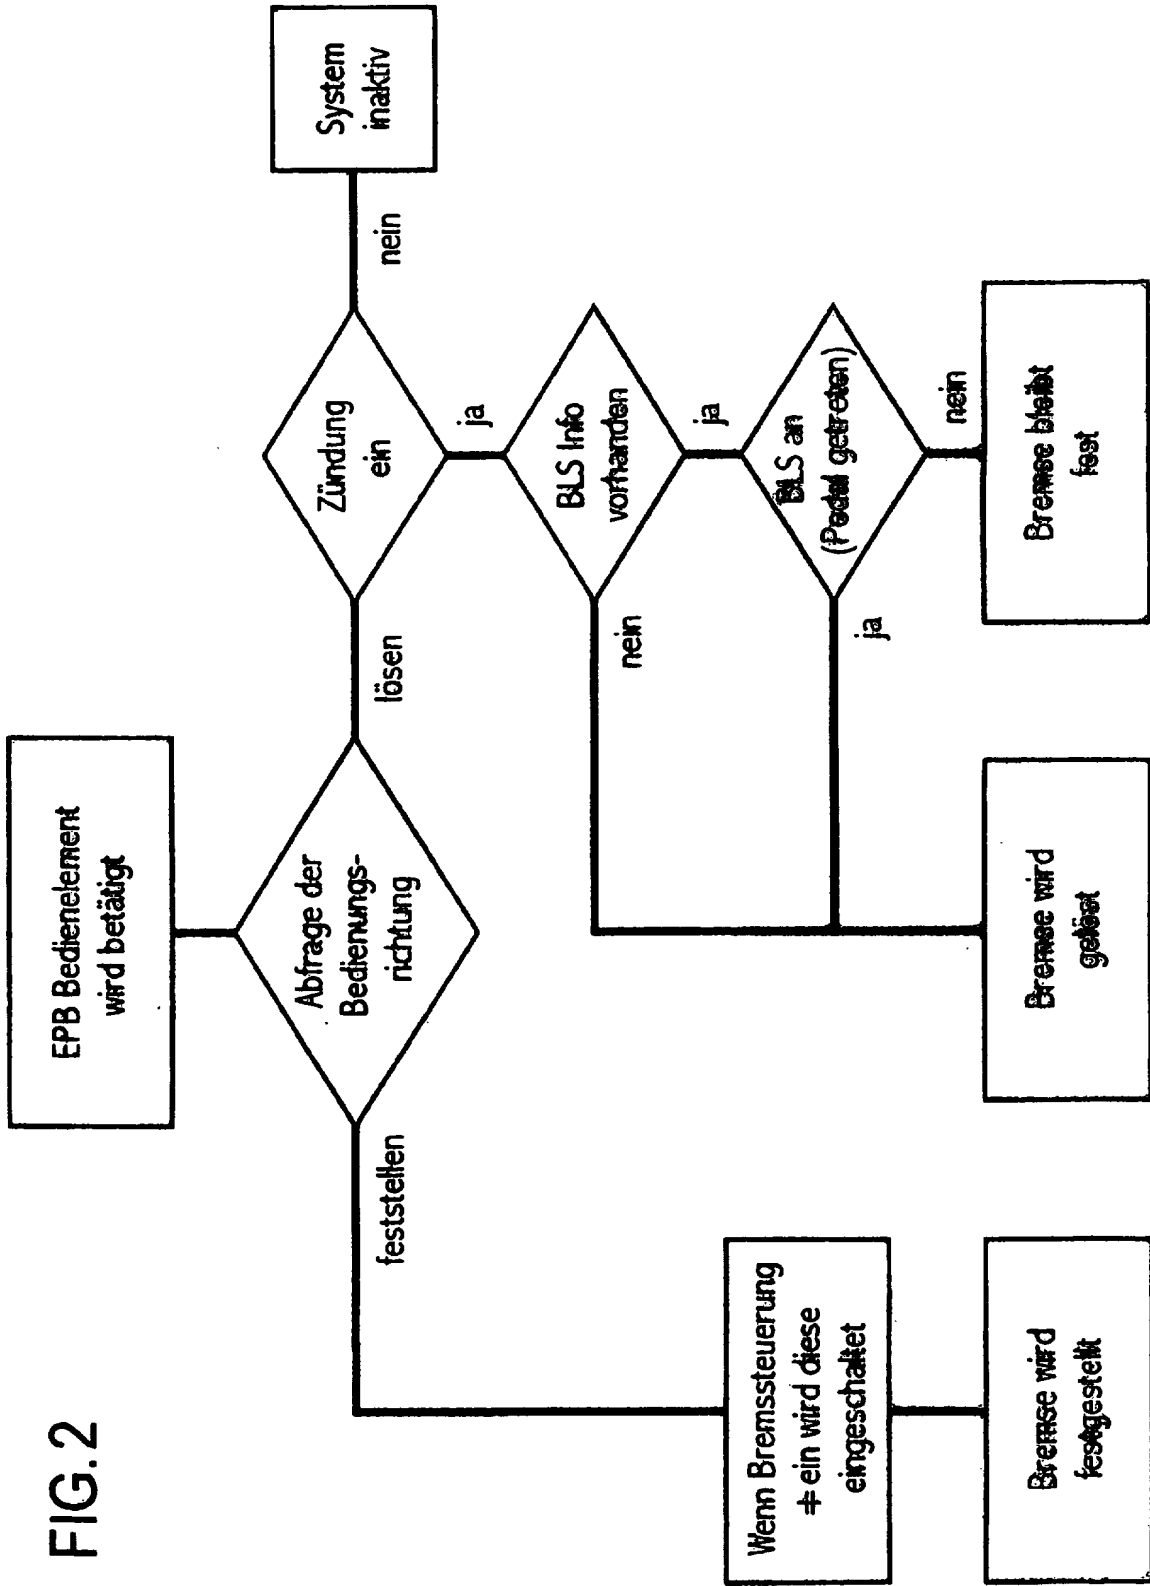 FIG. 2
EPB Bedienelement
wird betätigt
Abfrage der
Bedienungs-
richtung
feststellen
lösen
Zündung
ein
nein
System
inaktiv
ja
BLS Info
vorhanden
nein
ja
BLS an
(Pedal getreten)
ja
nein
Wenn Bremssteuerung
≠ ein wird diese
eingeschaltet
Bremse wird
festgestellt
Bremse wird
gelöst
Bremse bleibt
fest